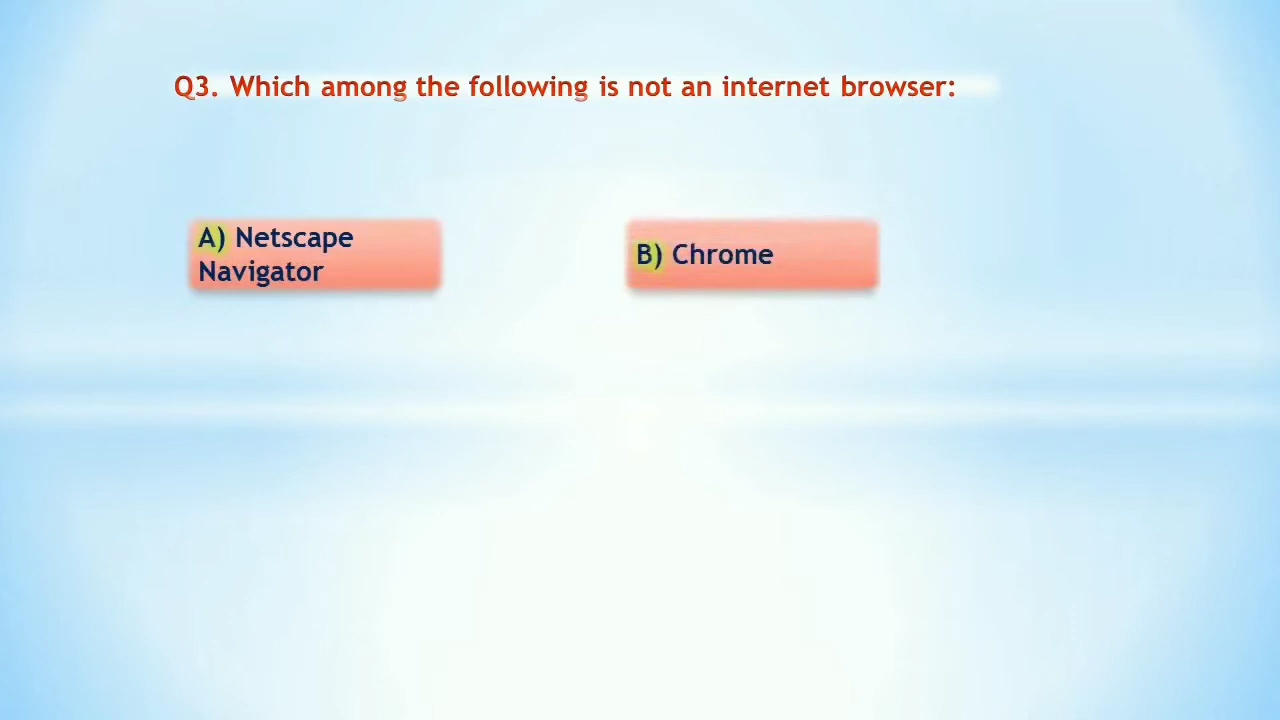 Q3. Which among the following is not an internet browser:
A) Netscape
Navigator
B) Chrome